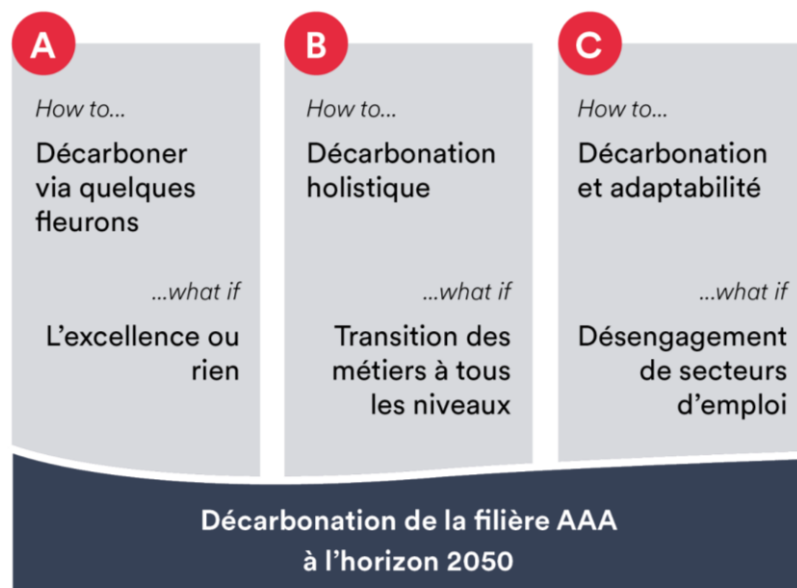 A
How to...
Décarboner
via quelques
fleurons
...what if
L'excellence ou
rien
B
How to...
Décarbonation
holistique
...what if
Transition des
métiers à tous
les niveaux
C
How to...
Décarbonation
et adaptabilité
...what if
Désengagement
de secteurs
d'emploi
Décarbonation de la filière AAA
à l'horizon 2050